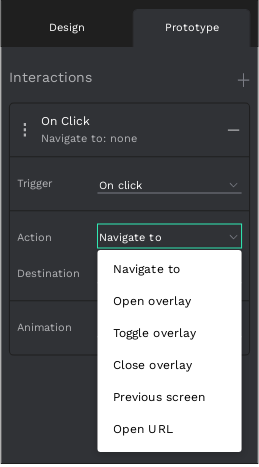 Design
Prototype
Interactions
On Click
Navigate to: none
Trigger
On click
Action
Navigate to
Destination
Animation
Navigate to
Open overlay
Toggle overlay
Close overlay
Previous screen
Open URL